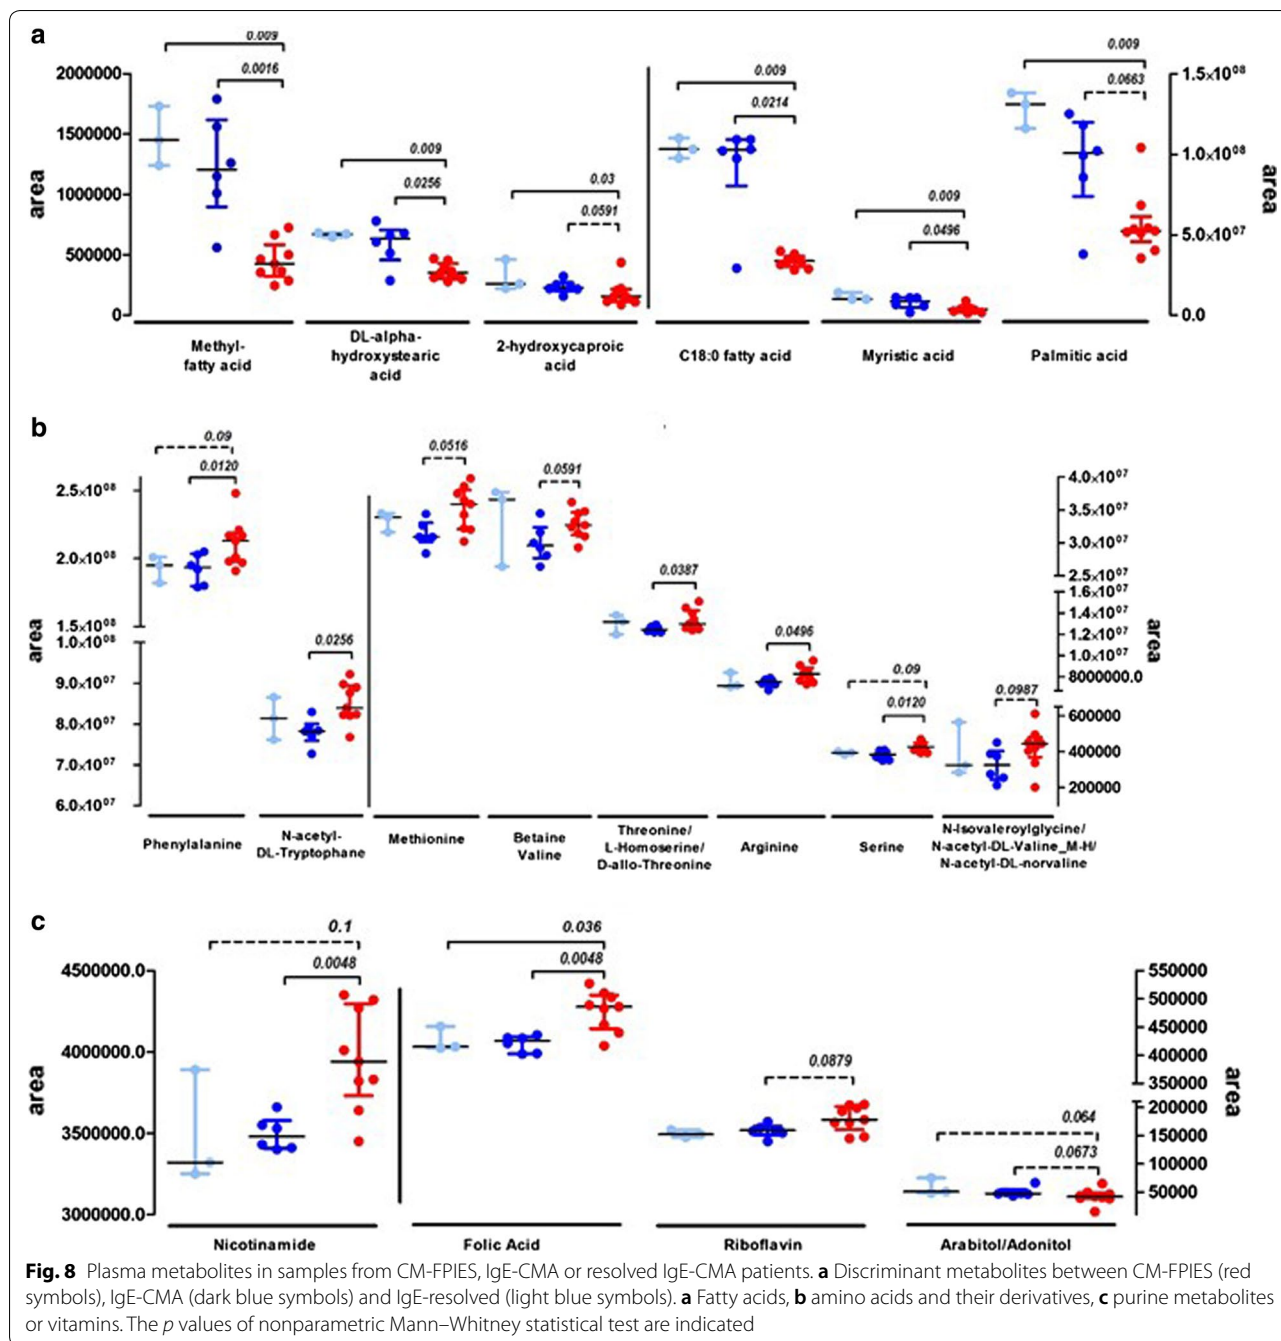 a
0.009
0.0016
0.009
0.0256
0.03
0.0591
0.009
0.0214
0.009
0.0496
0.009
0.0663
2000000
1500000
1000000
500000
0
area
1.5×10⁰⁸
1.0×10⁰⁸
5.0×10⁰⁷
0.0
area
Methyl-
fatty acid
DL-alpha-
hydroxystearic
acid
2-hydroxycaproic
acid
C18:0 fatty acid
Myristic acid
Palmitic acid
b
0.09
0.0120
0.0256
0.0516
0.0591
0.0387
0.0496
0.09
0.0120
0.0987
2.5×10⁰⁸
2.0×10⁰⁸
1.5×10⁰⁸
1.0×10⁰⁸
9.0×10⁰⁷
8.0×10⁰⁷
7.0×10⁰⁷
6.0×10⁰⁷
area
4.0×10⁰⁷
3.5×10⁰⁷
3.0×10⁰⁷
2.5×10⁰⁷
1.6×10⁰⁷
1.4×10⁰⁷
1.2×10⁰⁷
1.0×10⁰⁷
8000000.0
600000
400000
200000
area
Phenylalanine
N-acetyl-
DL-Tryptophane
Methionine
Betaine
Valine
Threonine/
L-Homoserine/
D-allo-Threonine
Arginine
Serine
N-Isovaleroylglycine/
N-acetyl-DL-Valine_M-H/
N-acetyl-DL-norvaline
c
0.1
0.0048
0.036
0.0048
0.0879
0.064
0.0673
4500000.0
4000000.0
3500000.0
3000000.0
area
550000
500000
450000
400000
350000
200000
150000
100000
50000
area
Nicotinamide
Folic Acid
Riboflavin
Arabitol/Adonitol
Fig. 8 Plasma metabolites in samples from CM-FPIES, IgE-CMA or resolved IgE-CMA patients. a Discriminant metabolites between CM-FPIES (red
symbols), IgE-CMA (dark blue symbols) and IgE-resolved (light blue symbols). a Fatty acids, b amino acids and their derivatives, c purine metabolites
or vitamins. The p values of nonparametric Mann–Whitney statistical test are indicated